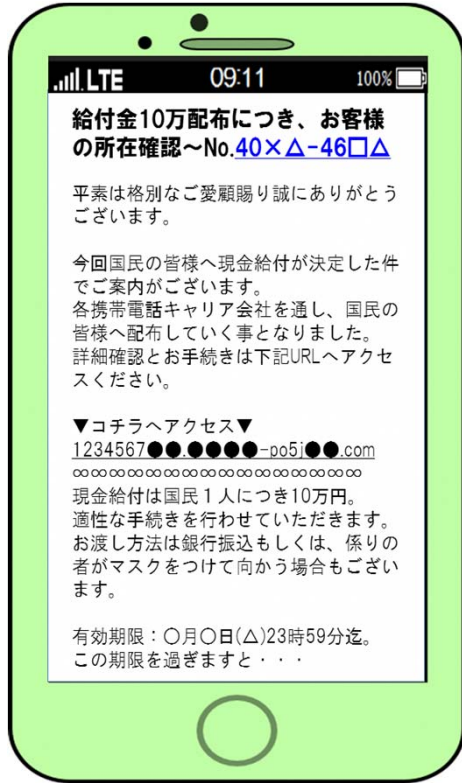 LTE 09:11 100%
給付金10万配布につき、お客様
の所在確認~No.40×△-46□△
平素は格別なご愛顧賜り誠にありがとう
ございます。
今回国民の皆様へ現金給付が決定した件
でご案内がございます。
各携帯電話キャリア会社を通し、国民の
皆様へ配布していく事となりました。
詳細確認とお手続きは下記URLへアクセ
スください。
▼コチラへアクセス▼
1234567●●.●●●●-po5j●●.com
∞∞∞∞∞∞∞∞∞∞∞∞∞∞∞∞
現金給付は国民1人につき10万円。
適性な手続きを行わせていただきます。
お渡し方法は銀行振込もしくは、係りの
者がマスクをつけて向かう場合もござい
ます。
有効期限:〇月〇日(△)23時59分迄。
この期限を過ぎますと・・・